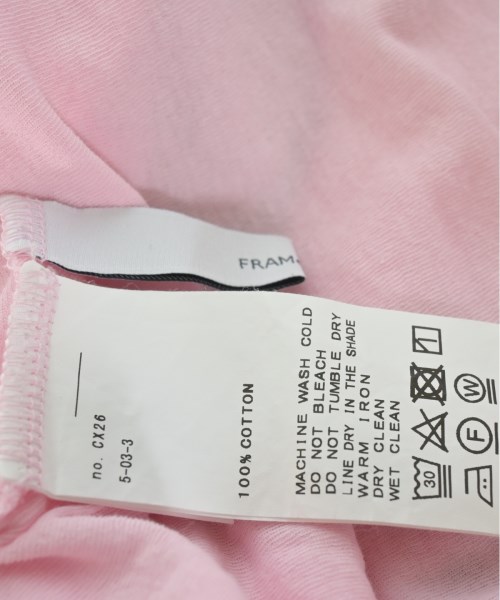 FRAM
no. CX26
5-03-3
100% COTTON
MACHINE WASH COLD
DO NOT BLEACH
DO NOT TUMBLE DRY
LINE DRY IN THE SHADE
WARM IRON
DRY CLEAN
WET CLEAN
30
F
W